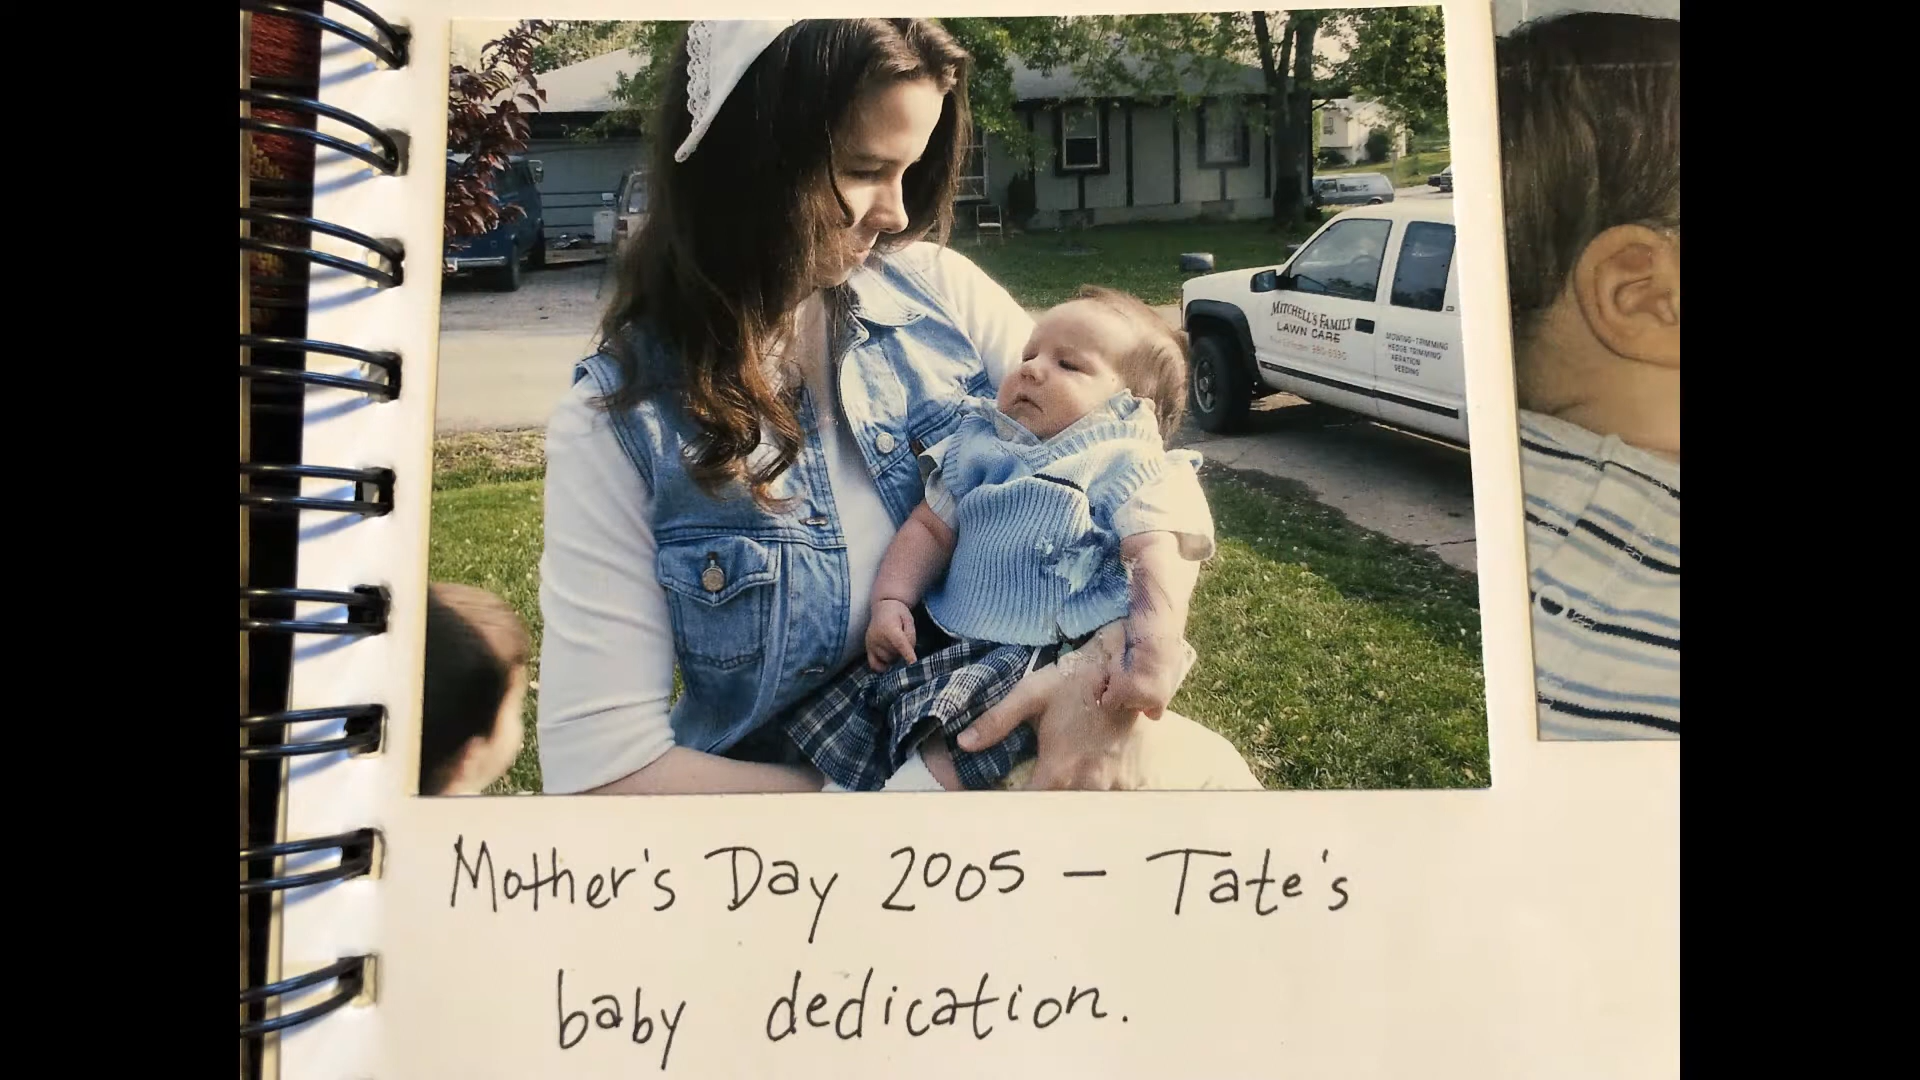 MITCHELL'S FAMILY
LAWN CARE
MOWING-TRIMMING
HEDGE TRIMMING
AERATION
SEEDING
Mother's Day 2005 – Tate's
baby dedication.